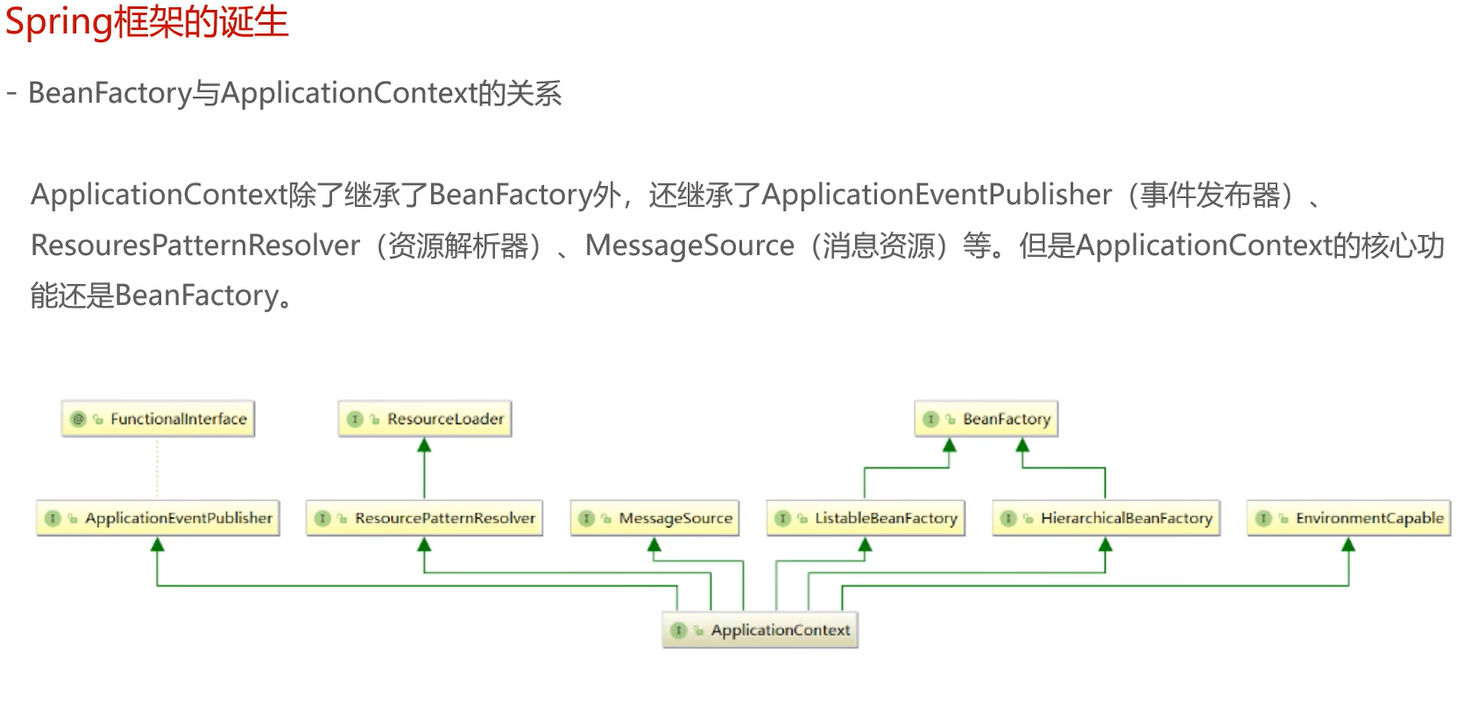 Spring框架的诞生
- BeanFactory与ApplicationContext的关系
ApplicationContext除了继承了BeanFactory外，还继承了ApplicationEventPublisher（事件发布器）、
ResouresPatternResolver（资源解析器）、MessageSource（消息资源）等。但是ApplicationContext的核心功
能还是BeanFactory。
FunctionalInterface
ResourceLoader
BeanFactory
ApplicationEventPublisher
ResourcePatternResolver
MessageSource
ListableBeanFactory
HierarchicalBeanFactory
EnvironmentCapable
ApplicationContext